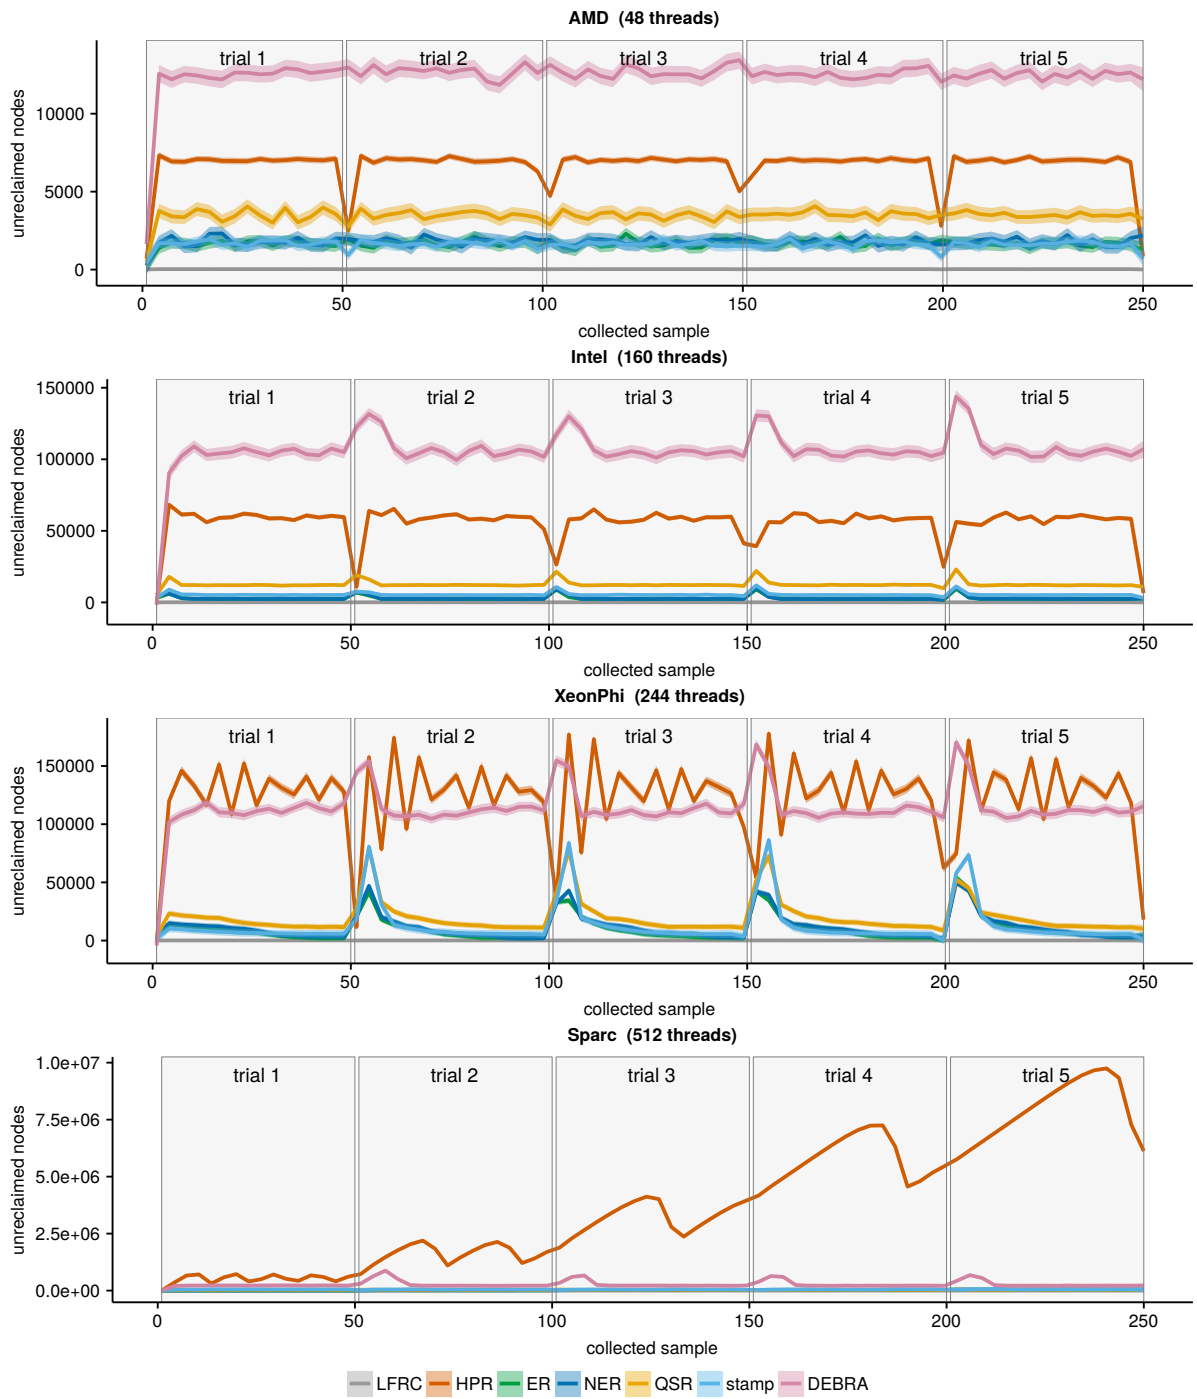 AMD (48 threads)
trial 1 trial 2 trial 3 trial 4 trial 5
unreclaimed nodes
10000
5000
0
0 50 100 150 200 250
collected sample
Intel (160 threads)
trial 1 trial 2 trial 3 trial 4 trial 5
unreclaimed nodes
150000
100000
50000
0
0 50 100 150 200 250
collected sample
XeonPhi (244 threads)
trial 1 trial 2 trial 3 trial 4 trial 5
unreclaimed nodes
150000
100000
50000
0
0 50 100 150 200 250
collected sample
Sparc (512 threads)
trial 1 trial 2 trial 3 trial 4 trial 5
unreclaimed nodes
1.0e+07
7.5e+06
5.0e+06
2.5e+06
0.0e+00
0 50 100 150 200 250
collected sample
LFRC HPR ER NER QSR stamp DEBRA